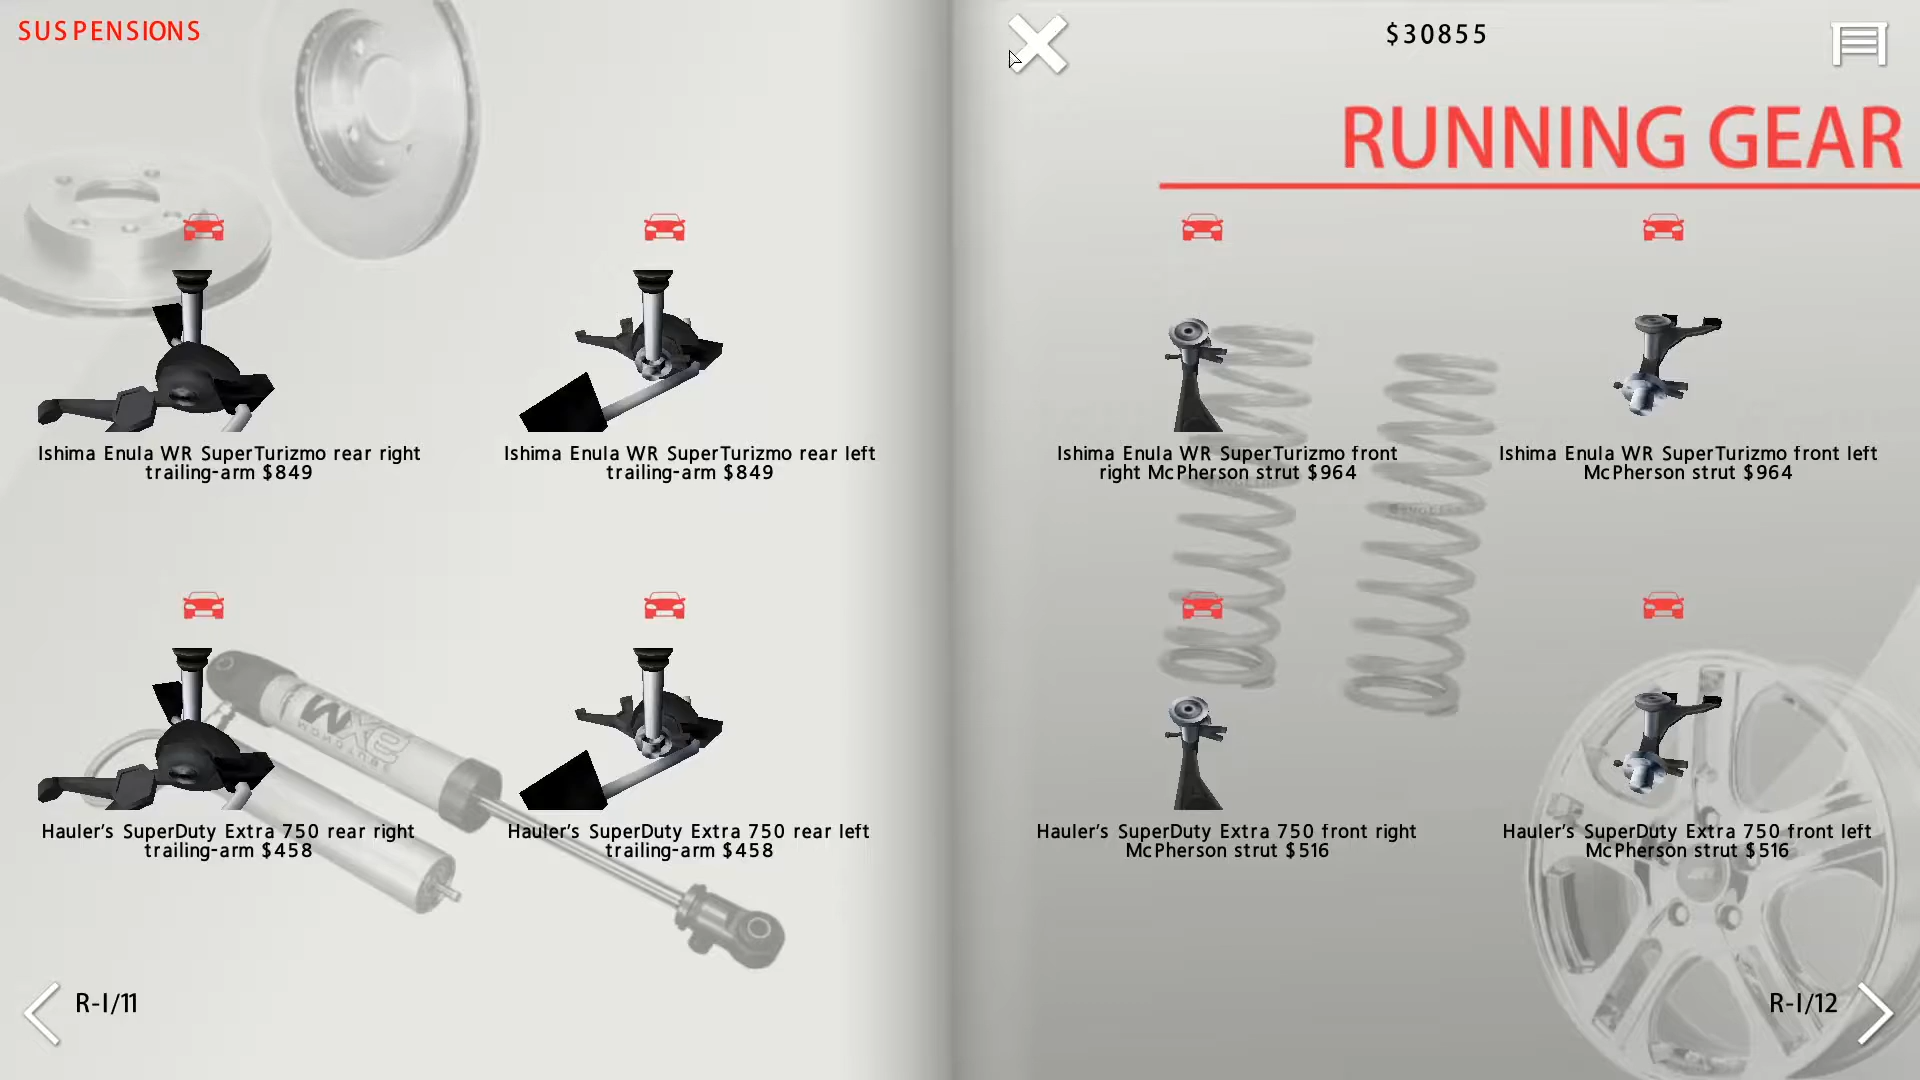 SUSPENSIONS
$30855
RUNNING GEAR
Ishima Enula WR SuperTurizmo rear right
trailing-arm $849
Ishima Enula WR SuperTurizmo rear left
trailing-arm $849
Ishima Enula WR SuperTurizmo front
right McPherson strut $964
Ishima Enula WR SuperTurizmo front left
McPherson strut $964
Hauler's SuperDuty Extra 750 rear right
trailing-arm $458
Hauler's SuperDuty Extra 750 rear left
trailing-arm $458
Hauler's SuperDuty Extra 750 front right
McPherson strut $516
Hauler's SuperDuty Extra 750 front left
McPherson strut $516
R-I/11
R-I/12